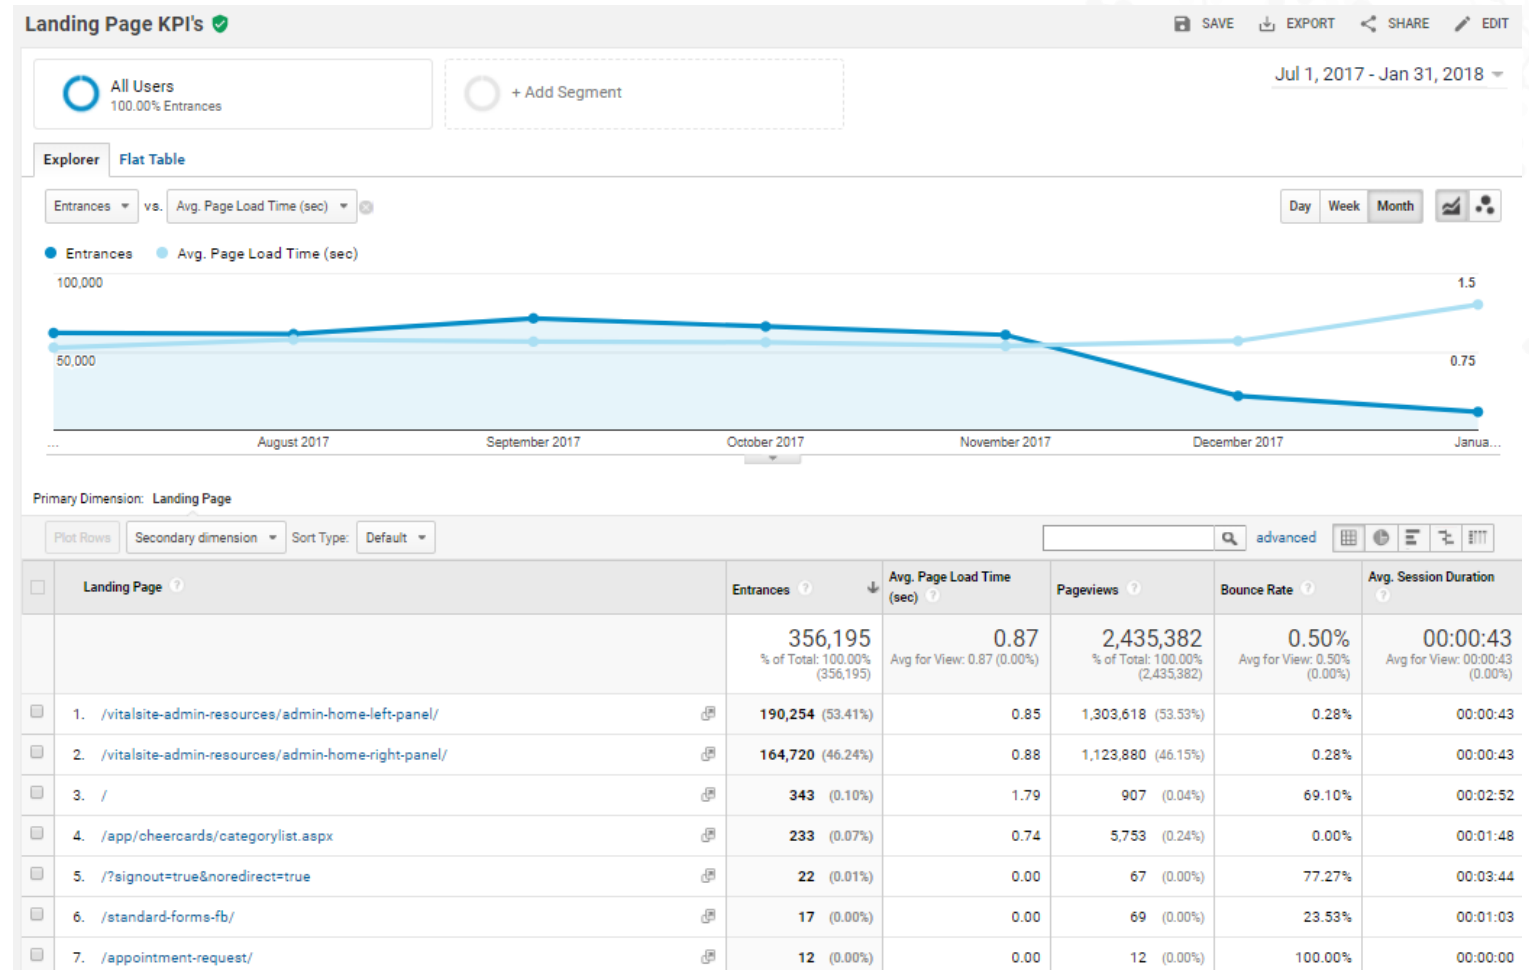 Landing Page KPI's
SAVE EXPORT SHARE EDIT
All Users
100.00% Entrances
+ Add Segment
Jul 1, 2017 - Jan 31, 2018
Explorer Flat Table
Entrances vs. Avg. Page Load Time (sec)
Day Week Month
Entrances Avg. Page Load Time (sec)
100,000 1.5
50,000 0.75
... August 2017 September 2017 October 2017 November 2017 December 2017 Janua...
Primary Dimension: Landing Page
Plot Rows Secondary dimension Sort Type: Default advanced
Landing Page ? Entrances ? Avg. Page Load Time (sec) ? Pageviews ? Bounce Rate ? Avg. Session Duration ?
356,195 0.87 2,435,382 0.50% 00:00:43
% of Total: 100.00% (356,195) Avg for View: 0.87 (0.00%) % of Total: 100.00% (2,435,382) Avg for View: 0.50% (0.00%) Avg for View: 00:00:43 (0.00%)
1. /vitalsite-admin-resources/admin-home-left-panel/ 190,254 (53.41%) 0.85 1,303,618 (53.53%) 0.28% 00:00:43
2. /vitalsite-admin-resources/admin-home-right-panel/ 164,720 (46.24%) 0.88 1,123,880 (46.15%) 0.28% 00:00:43
3. / 343 (0.10%) 1.79 907 (0.04%) 69.10% 00:02:52
4. /app/cheercards/categorylist.aspx 233 (0.07%) 0.74 5,753 (0.24%) 0.00% 00:01:48
5. /?signout=true&noredirect=true 22 (0.01%) 0.00 67 (0.00%) 77.27% 00:03:44
6. /standard-forms-fb/ 17 (0.00%) 0.00 69 (0.00%) 23.53% 00:01:03
7. /appointment-request/ 12 (0.00%) 0.00 12 (0.00%) 100.00% 00:00:00